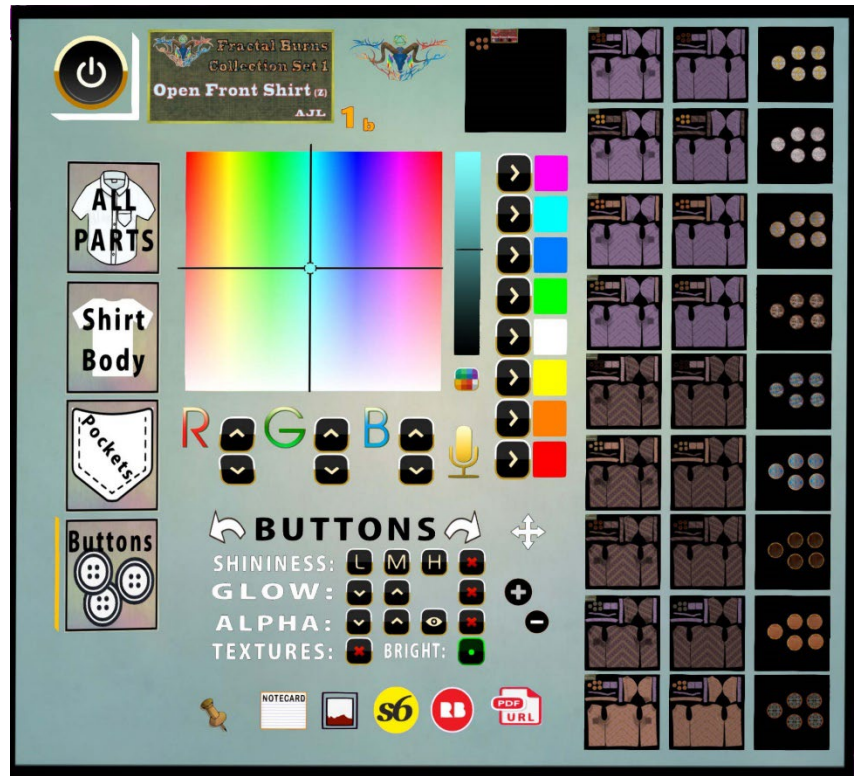 Fractal Burns
Collection Set 1
Open Front Shirt (Z)
AJL
1b
ALL
PARTS
Shirt
Body
Pockets
Buttons
R G B
BUTTONS
SHININESS: L M H
GLOW:
ALPHA:
TEXTURES: BRIGHT:
NOTECARD
s6
RB
PDF
URL